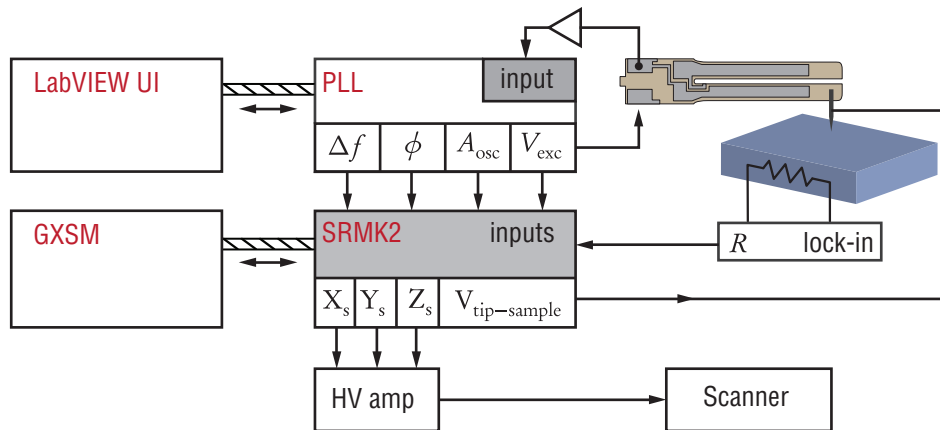 LabVIEW UI
PLL
input
Δf
ϕ
A_osc
V_exc
GXSM
SRMK2
inputs
R
lock-in
X_s
Y_s
Z_s
V_tip−sample
HV amp
Scanner